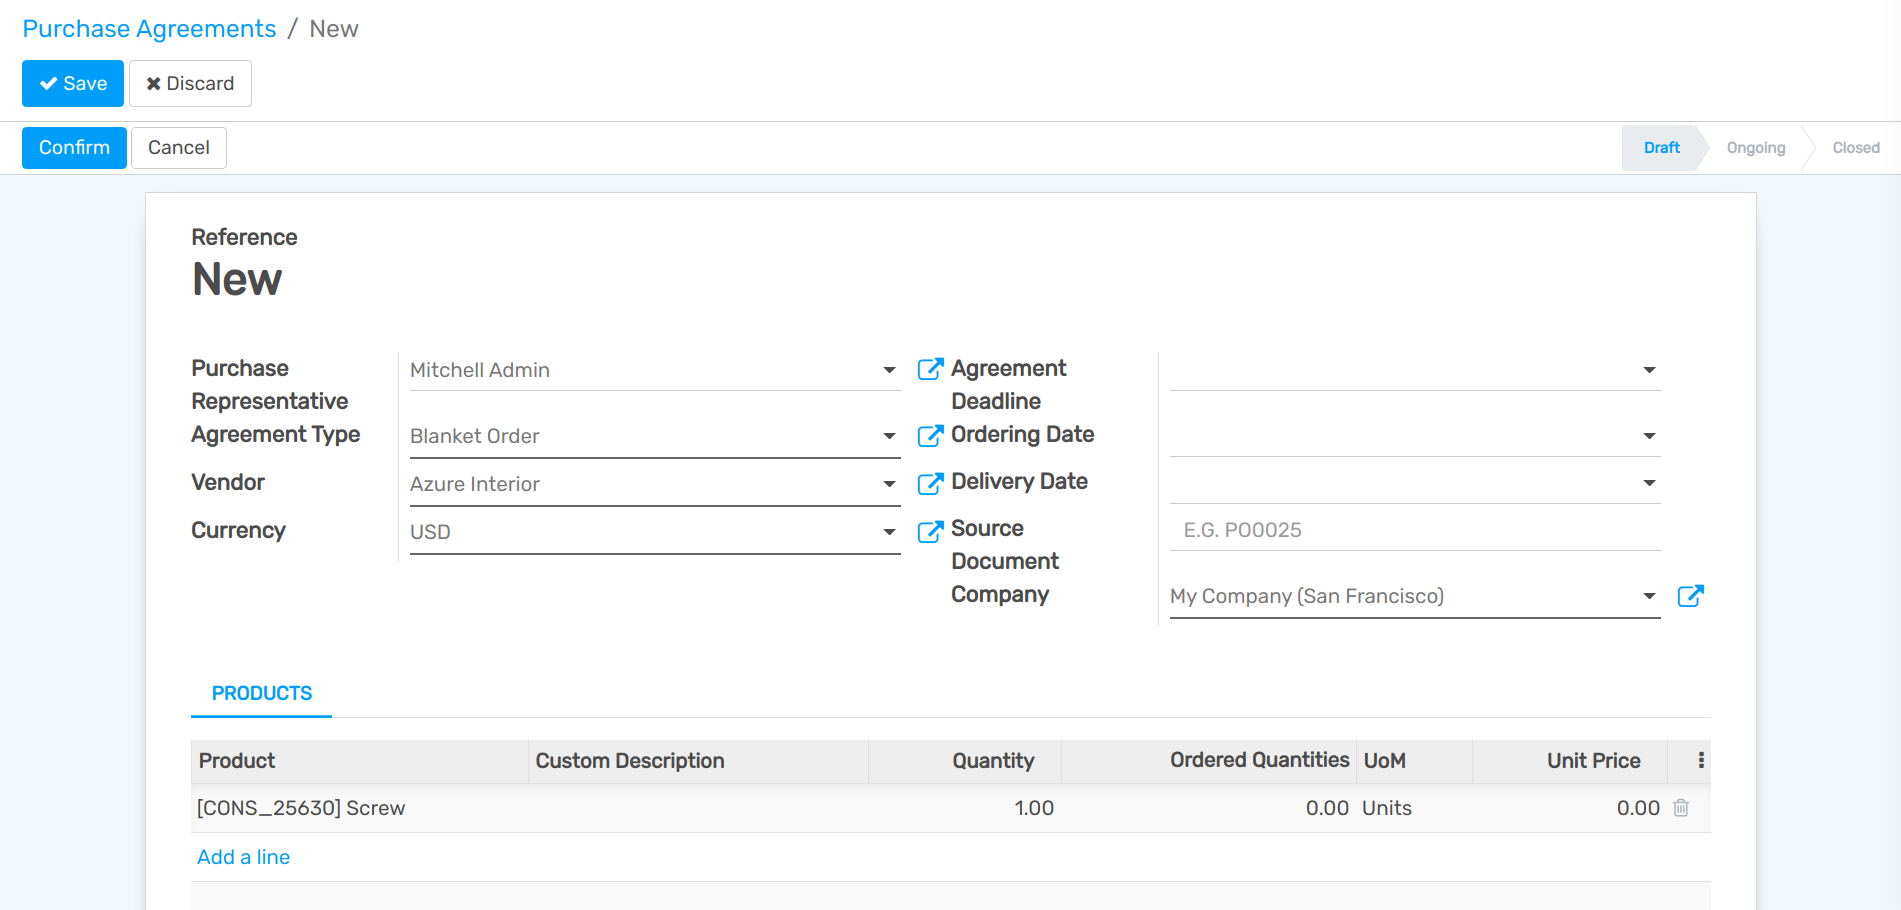 Purchase Agreements / New
Save Discard
Confirm Cancel
Draft Ongoing Closed
Reference
New
Purchase Representative
Mitchell Admin
Agreement Type
Blanket Order
Vendor
Azure Interior
Currency
USD
Agreement Deadline
Ordering Date
Delivery Date
Source Document
E.G. PO0025
Company
My Company (San Francisco)
PRODUCTS
Product Custom Description Quantity Ordered Quantities UoM Unit Price
[CONS_25630] Screw 1.00 0.00 Units 0.00
Add a line